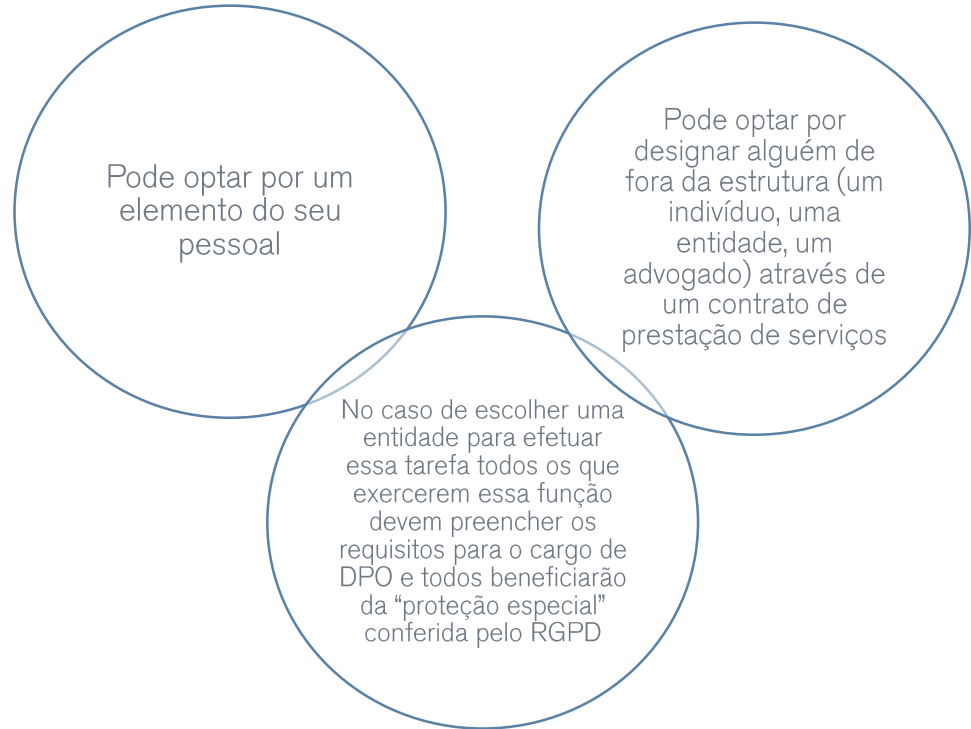 Pode optar por um
elemento do seu
pessoal
Pode optar por
designar alguém de
fora da estrutura (um
indivíduo, uma
entidade, um
advogado) através de
um contrato de
prestação de serviços
No caso de escolher uma
entidade para efetuar
essa tarefa todos os que
exercerem essa função
devem preencher os
requisitos para o cargo de
DPO e todos beneficiarão
da “proteção especial”
conferida pelo RGPD